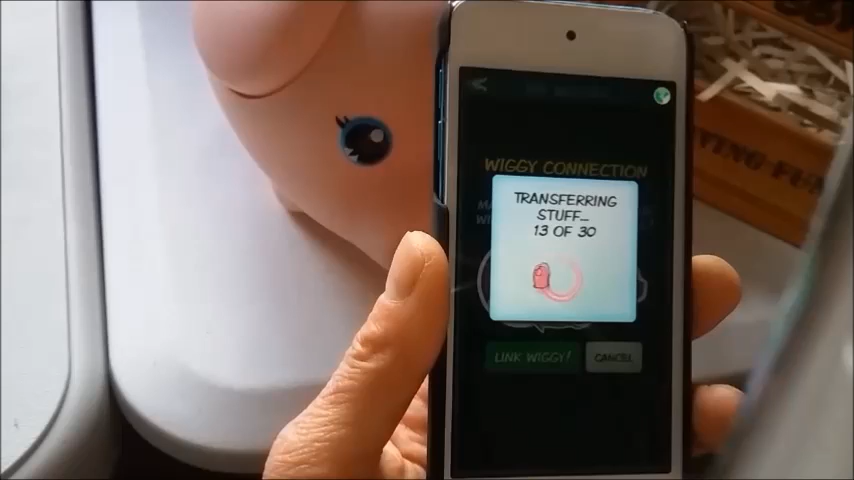 WIGGY CONNECTION
TRANSFERRING
STUFF...
13 OF 30
LINK WIGGY!
CANCEL